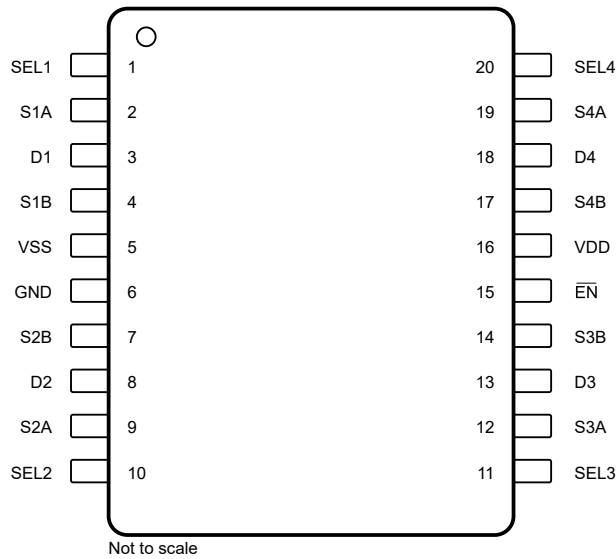 SEL1 1 20 SEL4
S1A 2 19 S4A
D1 3 18 D4
S1B 4 17 S4B
VSS 5 16 VDD
GND 6 15 E̅N̅
S2B 7 14 S3B
D2 8 13 D3
S2A 9 12 S3A
SEL2 10 11 SEL3
Not to scale